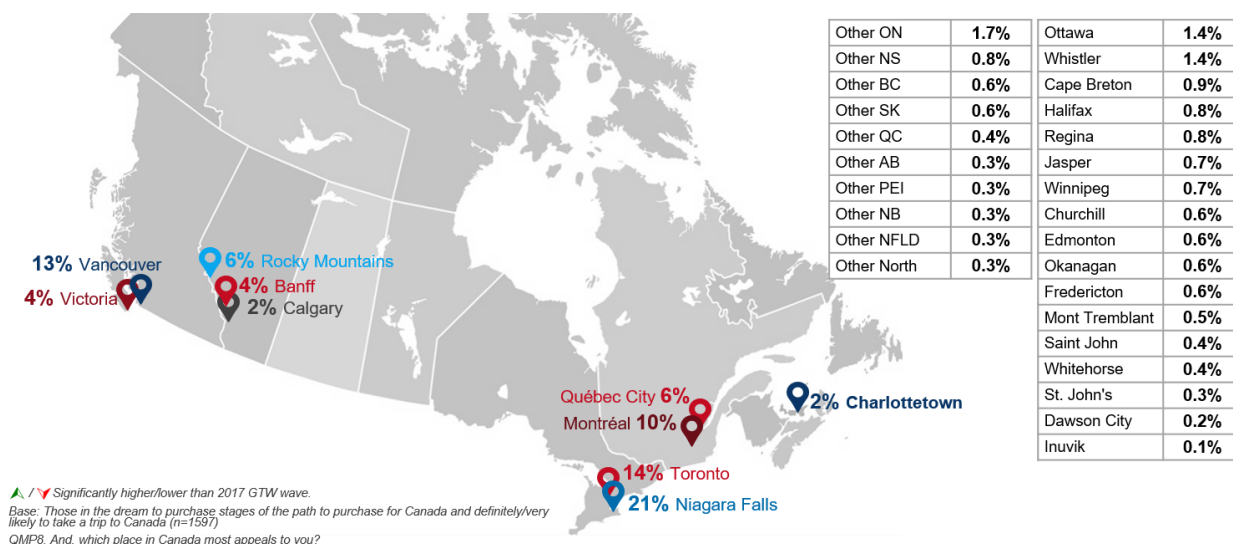 13% Vancouver
4% Victoria
6% Rocky Mountains
4% Banff
2% Calgary
Québec City 6%
Montréal 10%
2% Charlottetown
14% Toronto
21% Niagara Falls
Other ON 1.7%
Other NS 0.8%
Other BC 0.6%
Other SK 0.6%
Other QC 0.4%
Other AB 0.3%
Other PEI 0.3%
Other NB 0.3%
Other NFLD 0.3%
Other North 0.3%
Ottawa 1.4%
Whistler 1.4%
Cape Breton 0.9%
Halifax 0.8%
Regina 0.8%
Jasper 0.7%
Winnipeg 0.7%
Churchill 0.6%
Edmonton 0.6%
Okanagan 0.6%
Fredericton 0.6%
Mont Tremblant 0.5%
Saint John 0.4%
Whitehorse 0.4%
St. John's 0.3%
Dawson City 0.2%
Inuvik 0.1%
/ Significantly higher/lower than 2017 GTW wave.
Base: Those in the dream to purchase stages of the path to purchase for Canada and definitely/very
likely to take a trip to Canada (n=1597)
QMP8. And, which place in Canada most appeals to you?